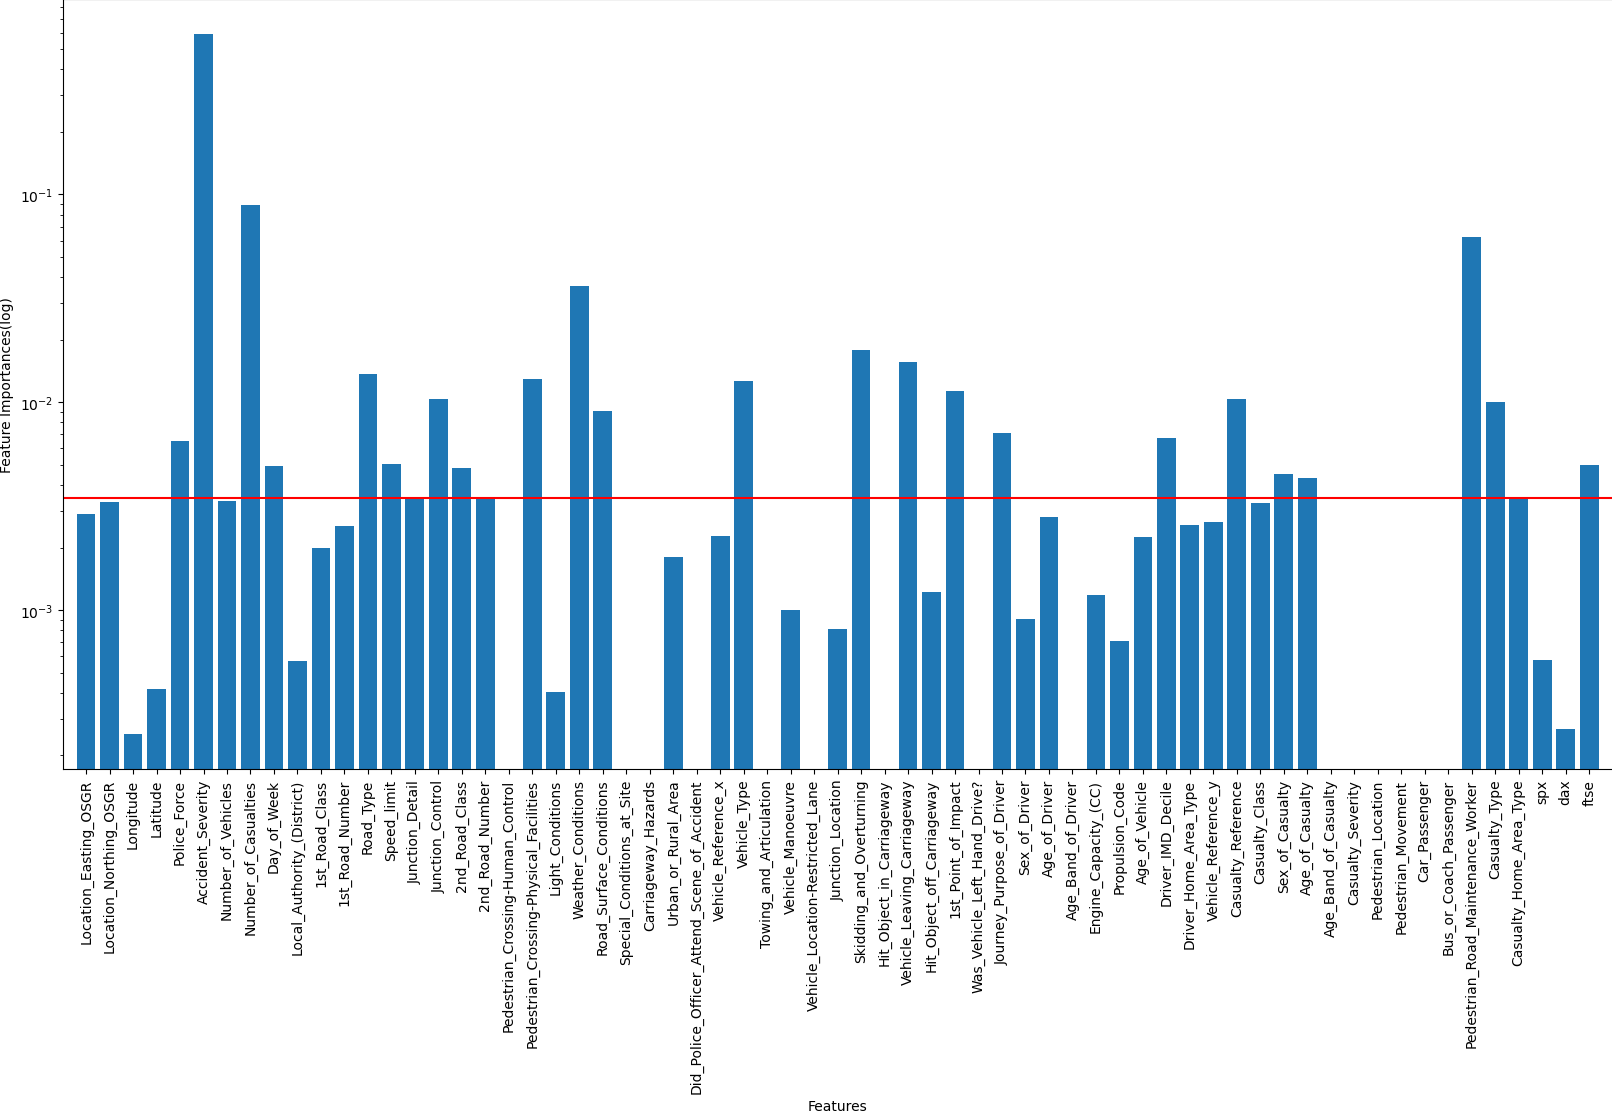 Feature Importances(log)
10⁻¹
10⁻²
10⁻³
Location_Easting_OSGR
Location_Northing_OSGR
Longitude
Latitude
Police_Force
Accident_Severity
Number_of_Vehicles
Number_of_Casualties
Day_of_Week
Local_Authority_(District)
1st_Road_Class
1st_Road_Number
Road_Type
Speed_limit
Junction_Detail
Junction_Control
2nd_Road_Class
2nd_Road_Number
Pedestrian_Crossing-Human_Control
Pedestrian_Crossing-Physical_Facilities
Light_Conditions
Weather_Conditions
Road_Surface_Conditions
Special_Conditions_at_Site
Carriageway_Hazards
Urban_or_Rural_Area
Did_Police_Officer_Attend_Scene_of_Accident
Vehicle_Reference_x
Vehicle_Type
Towing_and_Articulation
Vehicle_Manoeuvre
Vehicle_Location-Restricted_Lane
Junction_Location
Skidding_and_Overturning
Hit_Object_in_Carriageway
Vehicle_Leaving_Carriageway
Hit_Object_off_Carriageway
1st_Point_of_Impact
Was_Vehicle_Left_Hand_Drive?
Journey_Purpose_of_Driver
Sex_of_Driver
Age_of_Driver
Age_Band_of_Driver
Engine_Capacity_(CC)
Propulsion_Code
Age_of_Vehicle
Driver_IMD_Decile
Driver_Home_Area_Type
Vehicle_Reference_y
Casualty_Reference
Casualty_Class
Sex_of_Casualty
Age_of_Casualty
Age_Band_of_Casualty
Casualty_Severity
Pedestrian_Location
Pedestrian_Movement
Car_Passenger
Bus_or_Coach_Passenger
Pedestrian_Road_Maintenance_Worker
Casualty_Type
Casualty_Home_Area_Type
spx
dax
ftse
Features